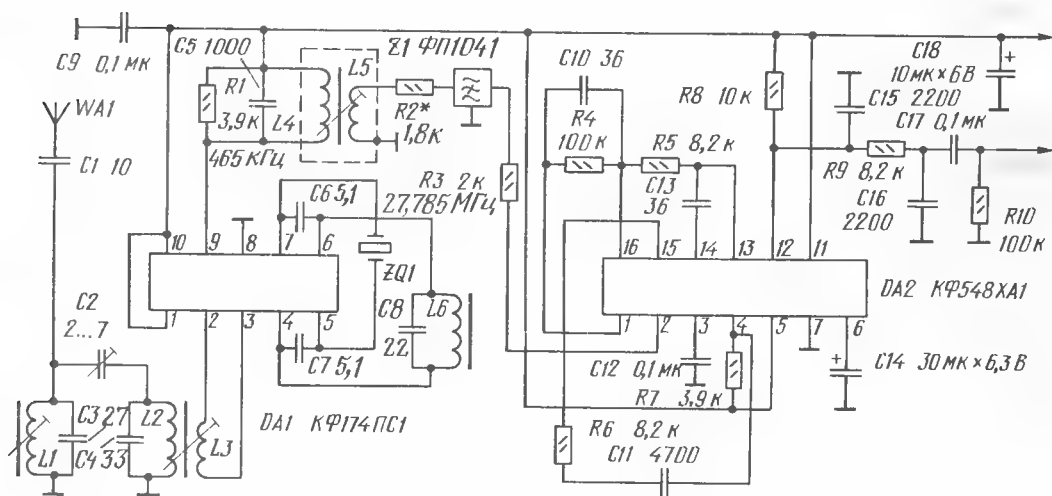 C9 0,1 мк
C5 1000
R1
3,9 к
L4
465 кГц
L5
Z1 ФП1Д41
R2*
1,8 к
C10 36
R4
100 к
R5 8,2 к
C13
36
R8 10 к
C18
10 мк × 6 В
C15 2200
C17 0,1 мк
R9 8,2 к
C16
2200
R10
100 к
WA1
C1 10
R3 2 к
27,785 МГц
C6 5,1
ZQ1
10 9 8 7 6
1 2 3 4 5
C7 5,1
C8
22
L6
C2
2...7
C3 27
C4 33
L1
L2
L3
DA1 КФ174ПС1
16 15 14 13 12 11
1 2 3 4 5 7 6
DA2 КФ548ХА1
C12 0,1 мк
C14 30 мк × 6,3 В
R7 3,9 к
R6 8,2 к
C11 4700